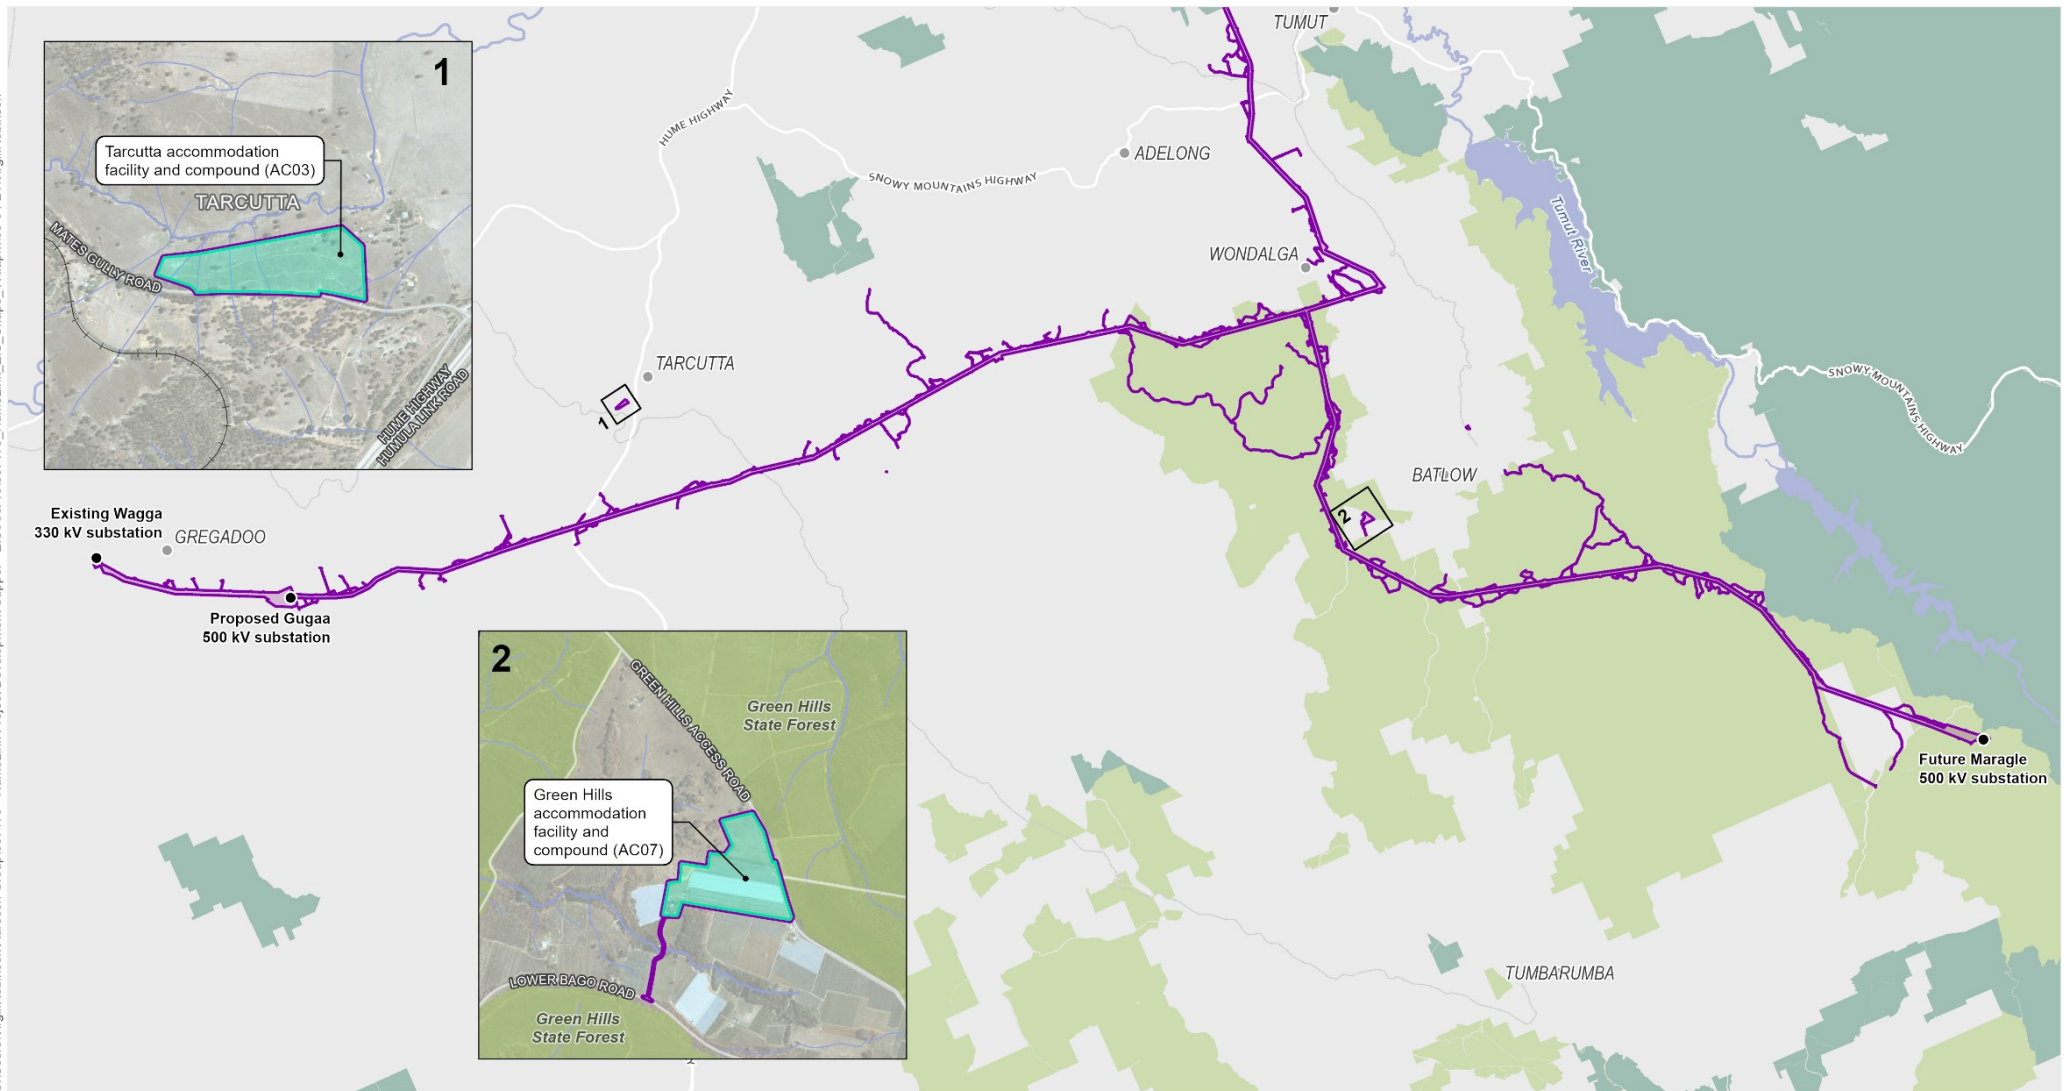 TUMUT
1
Tarcutta accommodation
facility and compound (AC03)
TARCUTTA
MATES GULLY ROAD
HUME HIGHWAY
HUMULA LINK ROAD
HUME HIGHWAY
ADELONG
SNOWY MOUNTAINS HIGHWAY
Tumut River
WONDALGA
TARCUTTA
1
SNOWY MOUNTAINS HIGHWAY
BATLOW
2
Existing Wagga
330 kV substation
GREGADOO
Proposed Gugaa
500 kV substation
2
GREEN HILLS ACCESS ROAD
Green Hills
State Forest
Green Hills
accommodation
facility and
compound (AC07)
LOWER BAGO ROAD
Green Hills
State Forest
Future Maragle
500 kV substation
TUMBARUMBA